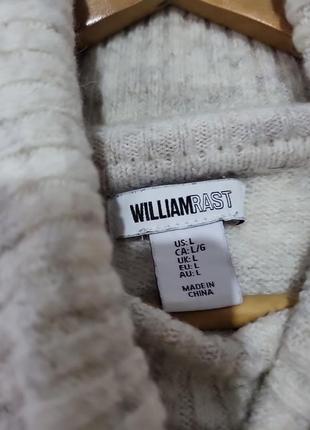 WILLIAMRAST
US: L
CA: L/G
UK: L
EU: L
AU: L
MADE IN
CHINA